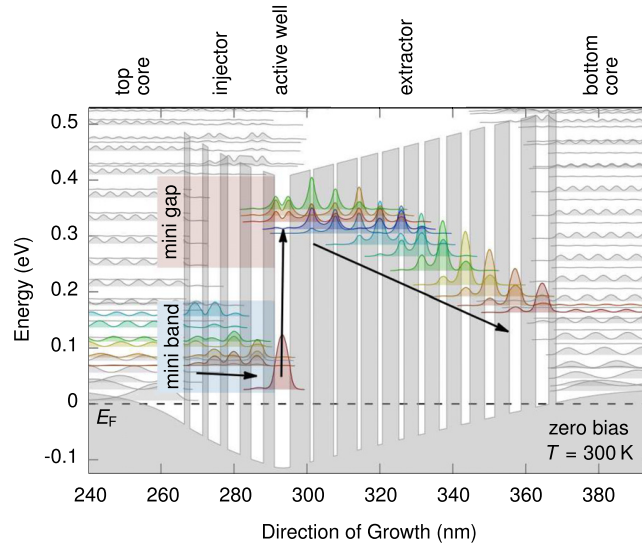 top
core
injector
active well
extractor
bottom
core
0.5
0.4
0.3
0.2
0.1
0
-0.1
Energy (eV)
mini gap
mini band
E_F
zero bias
T = 300 K
240 260 280 300 320 340 360 380
Direction of Growth (nm)